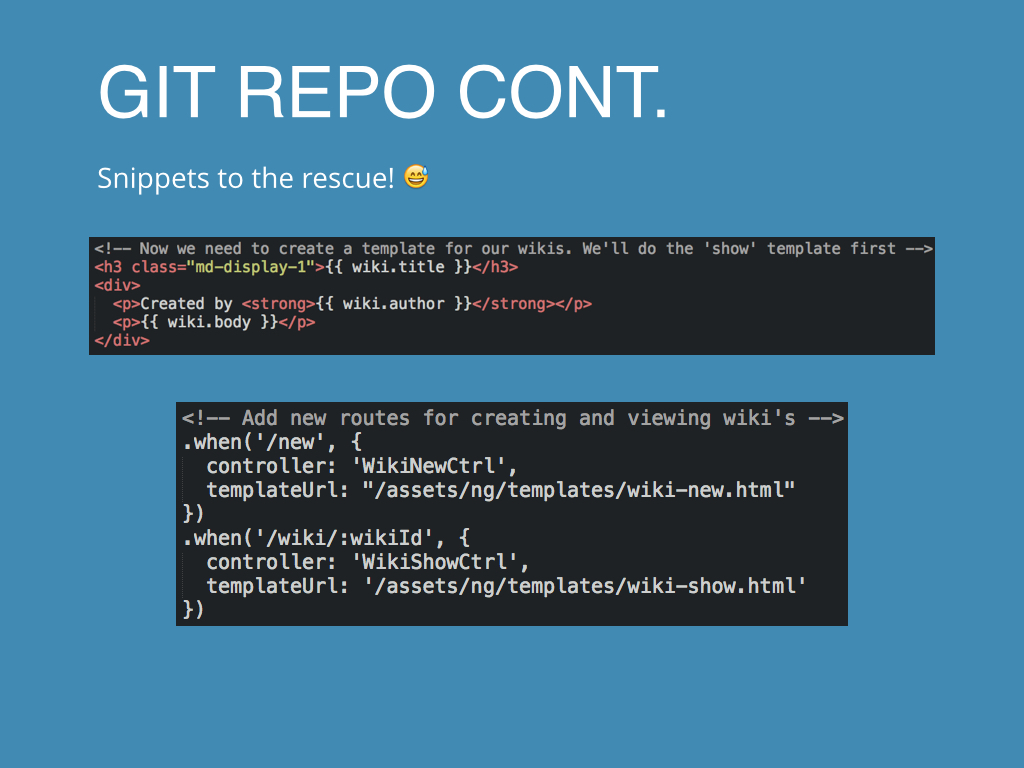 GIT REPO CONT.
Snippets to the rescue! 😅
<!-- Now we need to create a template for our wikis. We'll do the 'show' template first -->
<h3 class="md-display-1">{{ wiki.title }}</h3>
<div>
  <p>Created by <strong>{{ wiki.author }}</strong></p>
  <p>{{ wiki.body }}</p>
</div>
<!-- Add new routes for creating and viewing wiki's -->
.when('/new', {
  controller: 'WikiNewCtrl',
  templateUrl: "/assets/ng/templates/wiki-new.html"
})
.when('/wiki/:wikiId', {
  controller: 'WikiShowCtrl',
  templateUrl: '/assets/ng/templates/wiki-show.html'
})